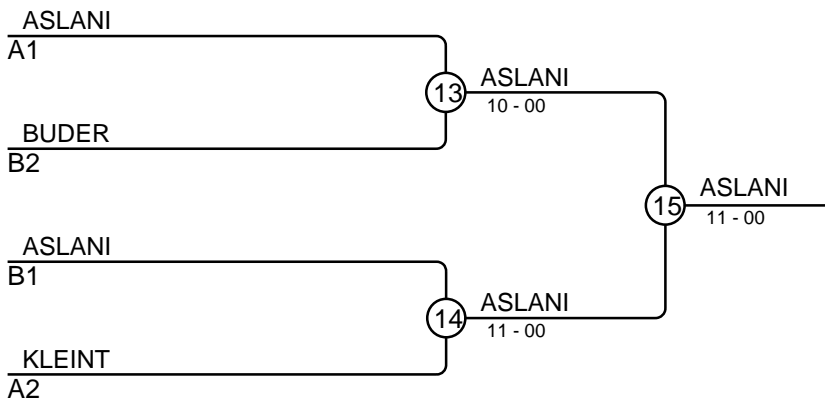 ASLANI
A1
13
ASLANI
10 - 00
BUDER
B2
15
ASLANI
11 - 00
ASLANI
B1
14
ASLANI
11 - 00
KLEINT
A2